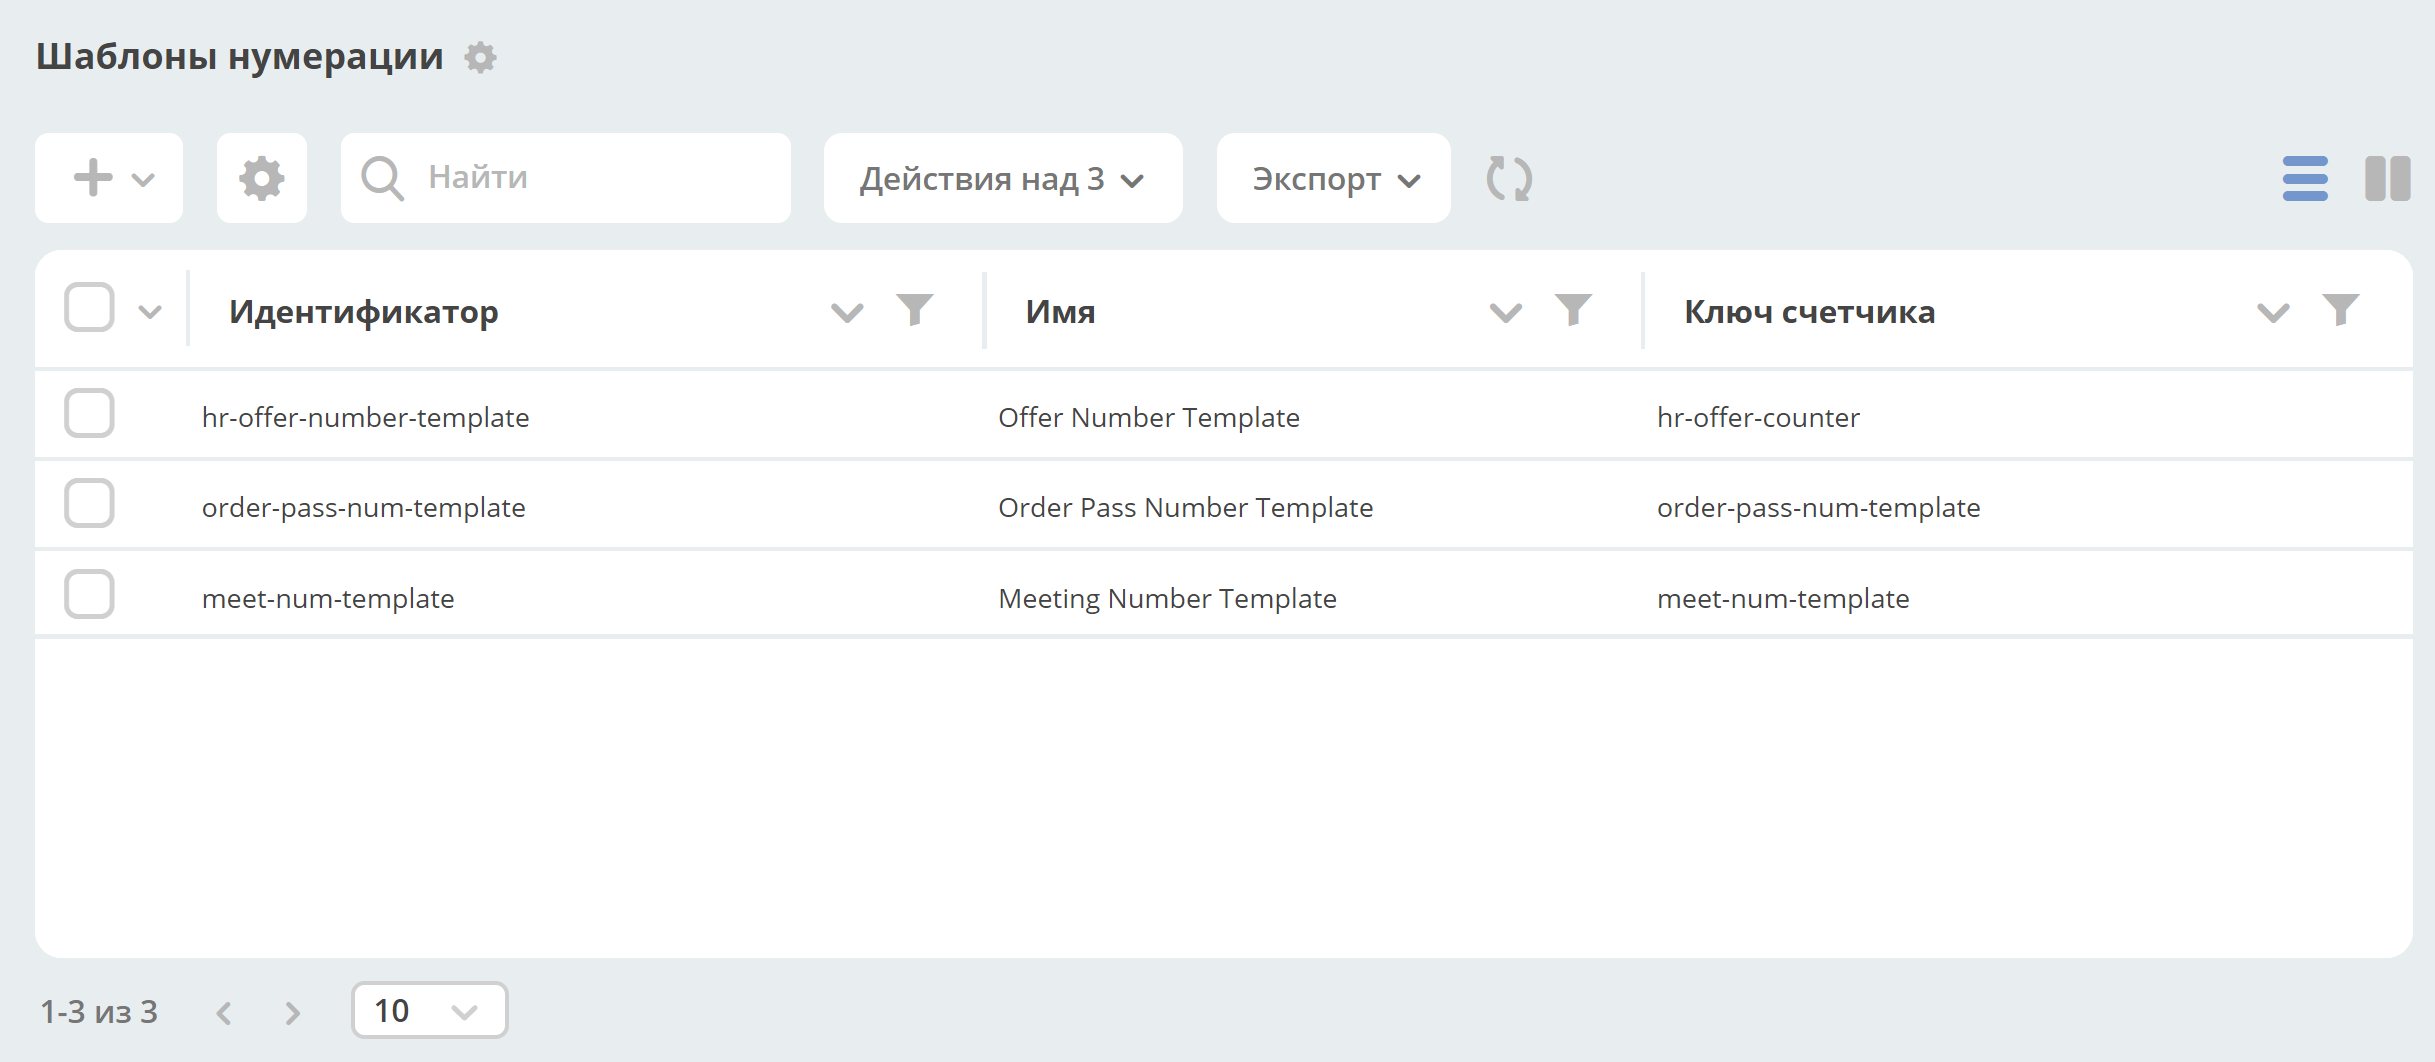 Шаблоны нумерации
Найти Действия над 3 Экспорт
Идентификатор Имя Ключ счетчика
hr-offer-number-template Offer Number Template hr-offer-counter
order-pass-num-template Order Pass Number Template order-pass-num-template
meet-num-template Meeting Number Template meet-num-template
1-3 из 3 10